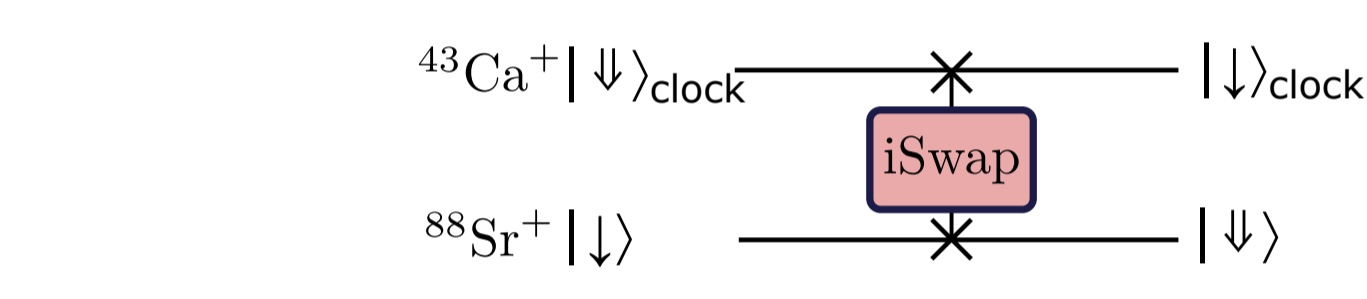 ⁴³Ca⁺|⇓⟩clock |↓⟩clock
iSwap
⁸⁸Sr⁺|↓⟩ |⇓⟩